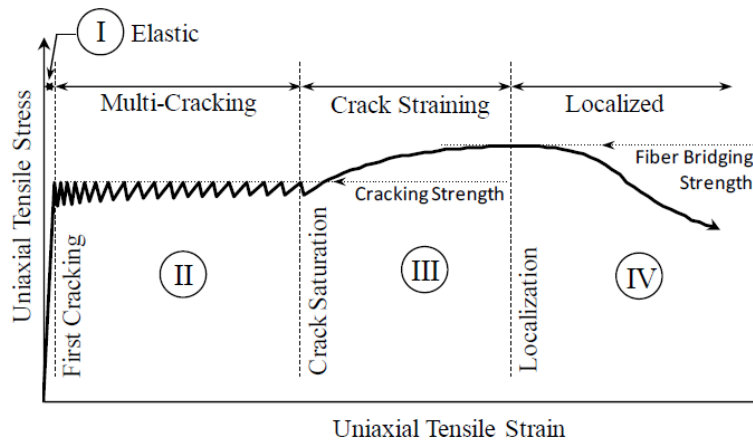 I
Elastic
Multi-Cracking
Crack Straining
Localized
Fiber Bridging
Strength
Cracking Strength
II
III
IV
First Cracking
Crack Saturation
Localization
Uniaxial Tensile Stress
Uniaxial Tensile Strain